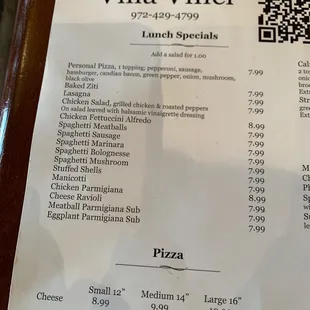 972-429-4799
Lunch Specials
Add a salad for 1.00
Personal Pizza, 1 topping; pepperoni, sausage, 7.99
hamburger, candian bacon, green pepper, onion, mushroom,
black olive
Baked Ziti 7.99
Lasagna 7.99
Chicken Salad, grilled chicken & roasted peppers 7.99
On salad leaved with balsamic vinaigrette dressing
Chicken Fettuccini Alfredo 8.99
Spaghetti Meatballs 7.99
Spaghetti Sausage 7.99
Spaghetti Marinara 7.99
Spaghetti Bolognesse 7.99
Spaghetti Mushroom 7.99
Stuffed Shells 7.99
Manicotti 7.99
Chicken Parmigiana 8.99
Cheese Ravioli 7.99
Meatball Parmigiana Sub 7.99
Eggplant Parmigiana Sub 7.99
Pizza
Small 12" Medium 14" Large 16"
Cheese 8.99 9.99